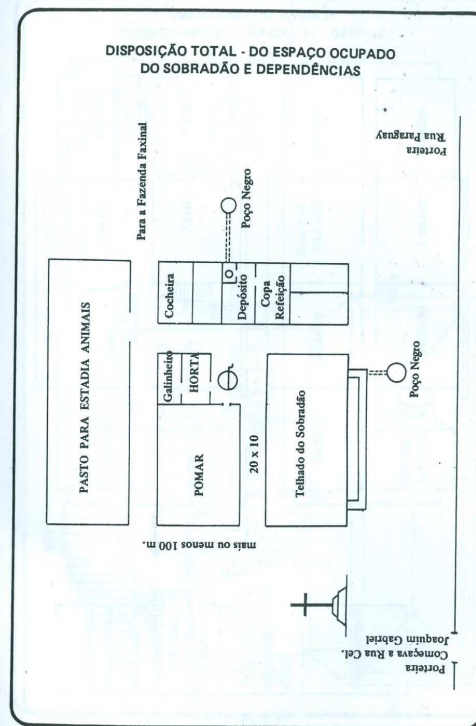 DISPOSIÇÃO TOTAL - DO ESPAÇO OCUPADO
DO SOBRADÃO E DEPENDÊNCIAS
Porteira
Rua Paraguay
Para a Fazenda Faxinal
Poço Negro
PASTO PARA ESTADIA ANIMAIS
Cocheira
Depósito
Copa
Refeição
Galinheiro
HORTA
POMAR
20 x 10
Telhado do Sobradão
Poço Negro
mais ou menos 100 m.
Porteira
Começava a Rua Cel.
Joaquim Gabriel